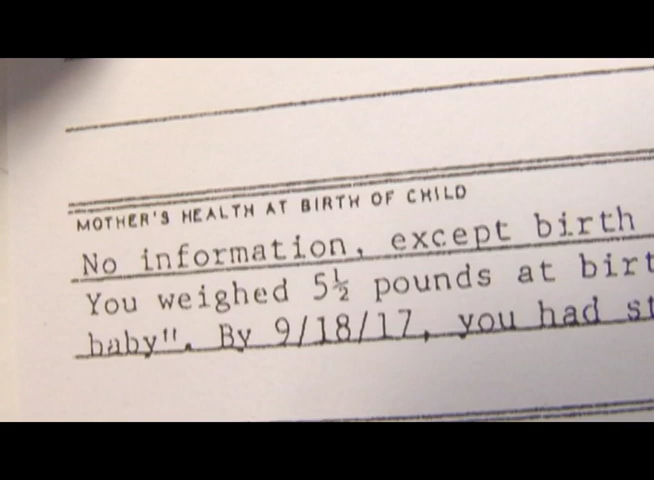 MOTHER'S HEALTH AT BIRTH OF CHILD
No information, except birth
You weighed 5½ pounds at birt
baby". By 9/18/17, you had st